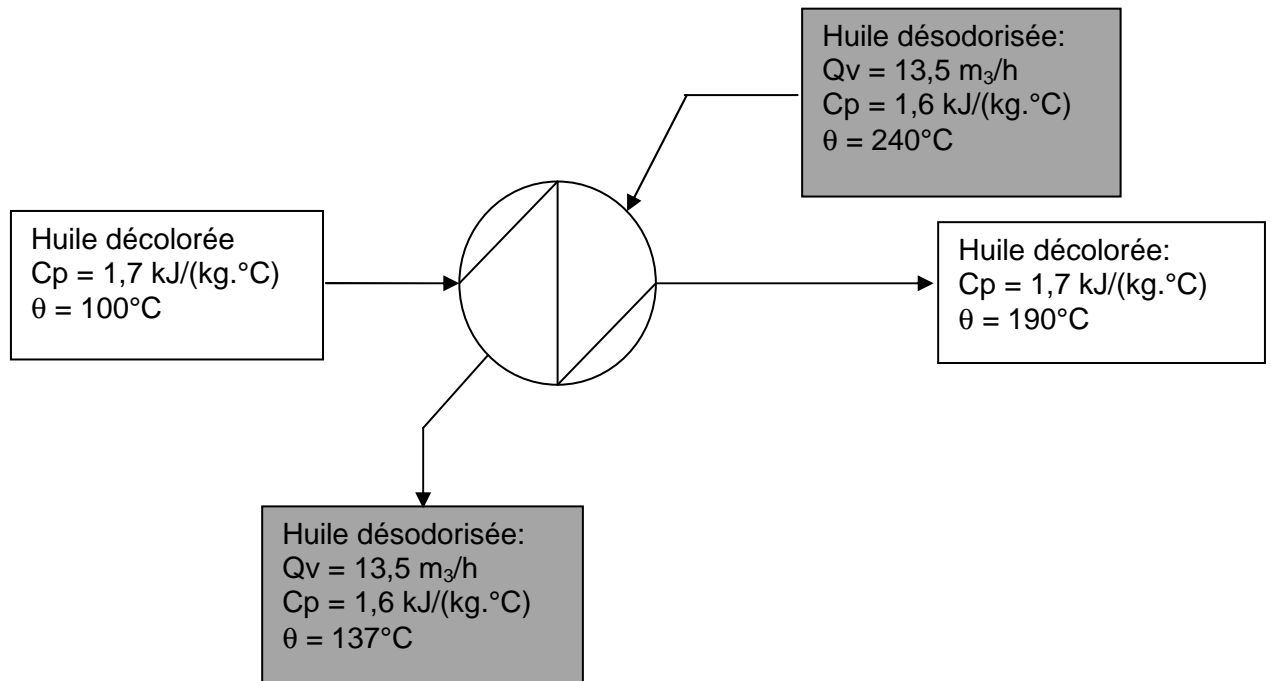 Huile désodorisée:
Qv = 13,5 m₃/h
Cp = 1,6 kJ/(kg.°C)
θ = 240°C
Huile décolorée
Cp = 1,7 kJ/(kg.°C)
θ = 100°C
Huile décolorée:
Cp = 1,7 kJ/(kg.°C)
θ = 190°C
Huile désodorisée:
Qv = 13,5 m₃/h
Cp = 1,6 kJ/(kg.°C)
θ = 137°C